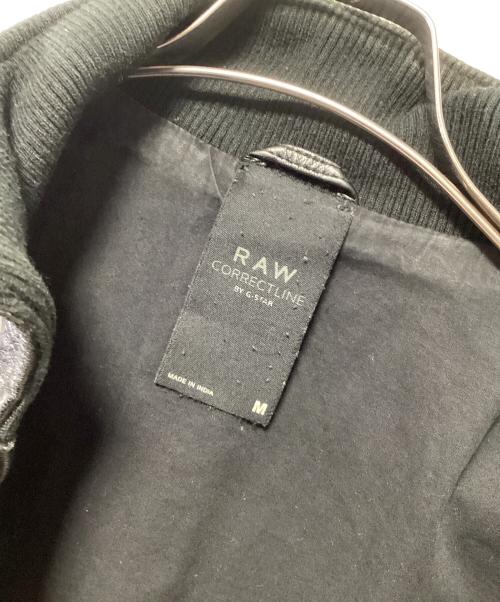 RAW
CORRECTLINE
BY G-STAR
MADE IN INDIA
M